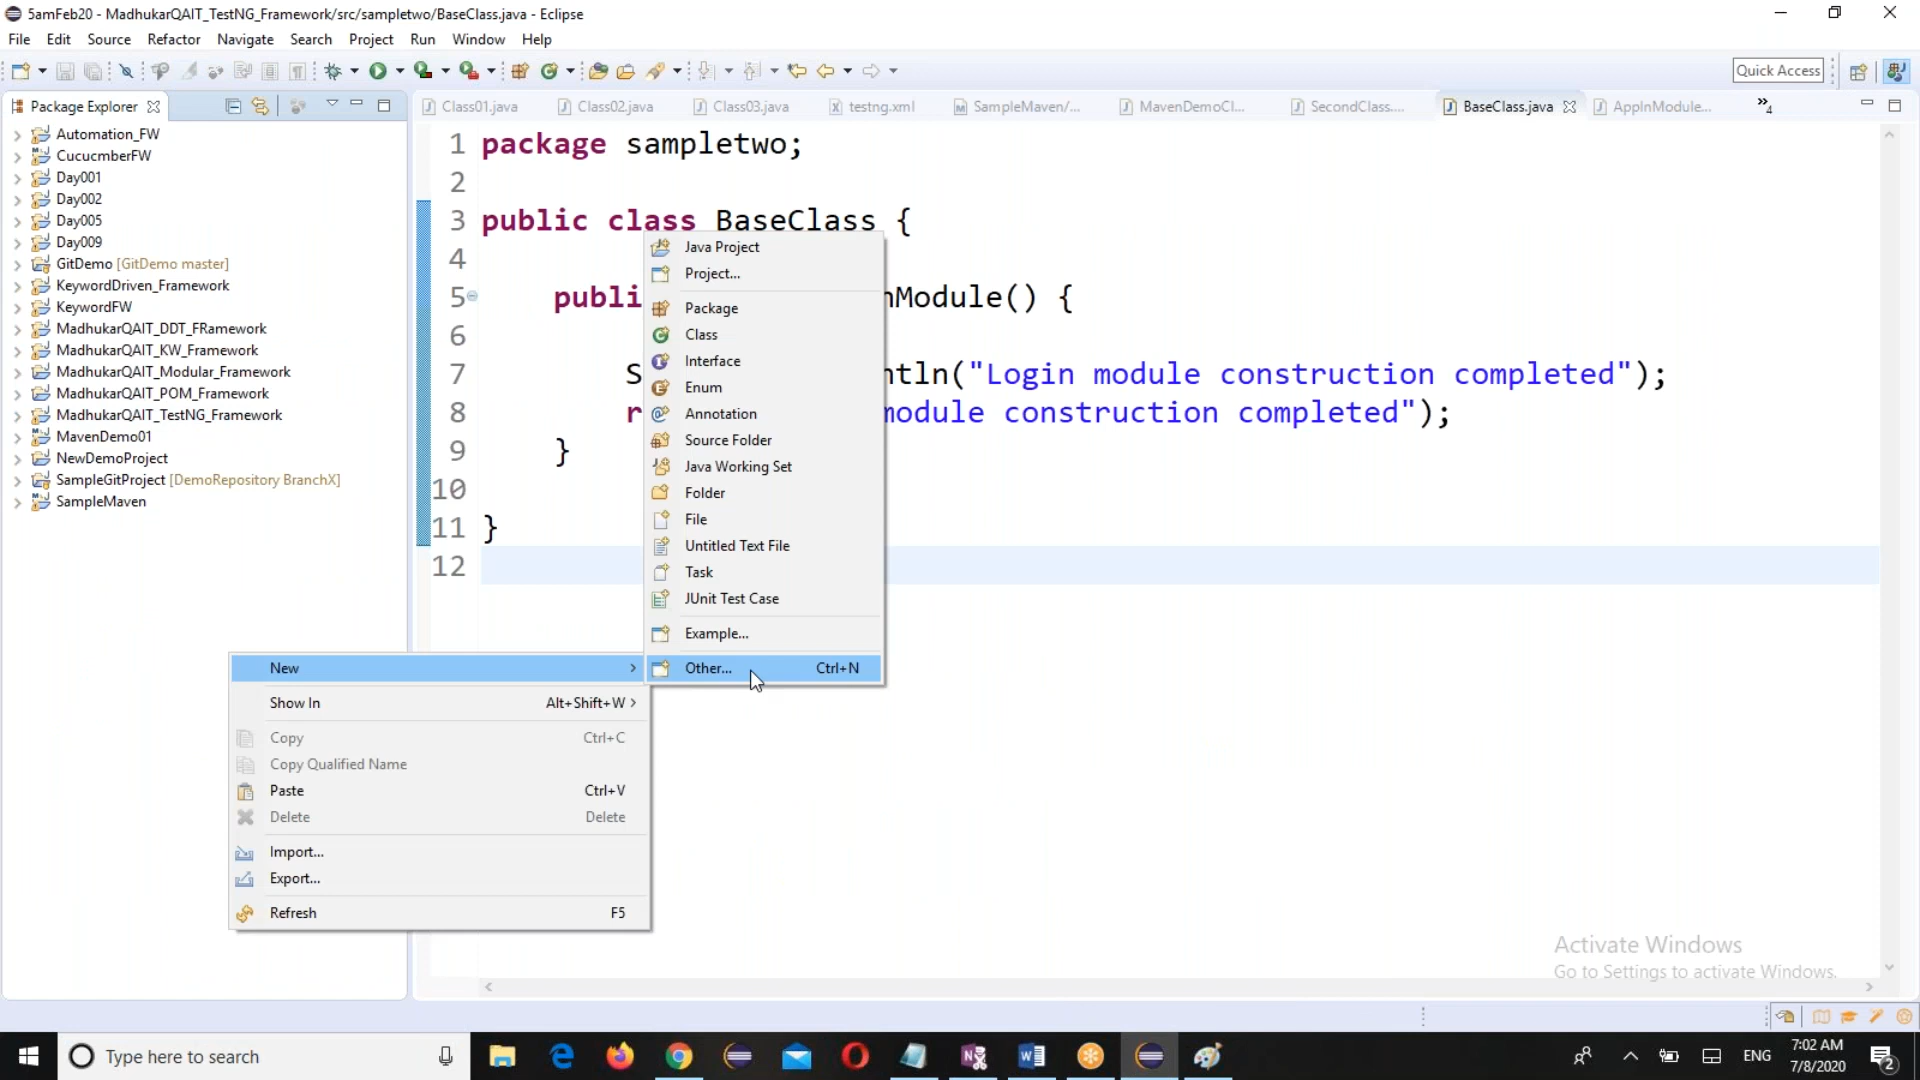 5amFeb20 - MadhukarQAIT_TestNG_Framework/src/sampletwo/BaseClass.java - Eclipse
File Edit Source Refactor Navigate Search Project Run Window Help
Quick Access
Package Explorer
Class01.java Class02.java Class03.java testng.xml SampleMaven/... MavenDemoCl... SecondClass.... BaseClass.java AppInModule... »4
Automation_FW
CucucmberFW
Day001
Day002
Day005
Day009
GitDemo [GitDemo master]
KeywordDriven_Framework
KeywordFW
MadhukarQAIT_DDT_FRamework
MadhukarQAIT_KW_Framework
MadhukarQAIT_Modular_Framework
MadhukarQAIT_POM_Framework
MadhukarQAIT_TestNG_Framework
MavenDemo01
NewDemoProject
SampleGitProject [DemoRepository BranchX]
SampleMaven
1 package sampletwo;
2
3 public class BaseClass {
4
5 publi nModule() {
6
7 S ntln("Login module construction completed");
8 r module construction completed");
9 }
10
11 }
12
Java Project
Project...
Package
Class
Interface
Enum
Annotation
Source Folder
Java Working Set
Folder
File
Untitled Text File
Task
JUnit Test Case
Example...
Other... Ctrl+N
New
Show In Alt+Shift+W
Copy Ctrl+C
Copy Qualified Name
Paste Ctrl+V
Delete Delete
Import...
Export...
Refresh F5
Activate Windows
Go to Settings to activate Windows.
Type here to search
ENG
7:02 AM
7/8/2020
2